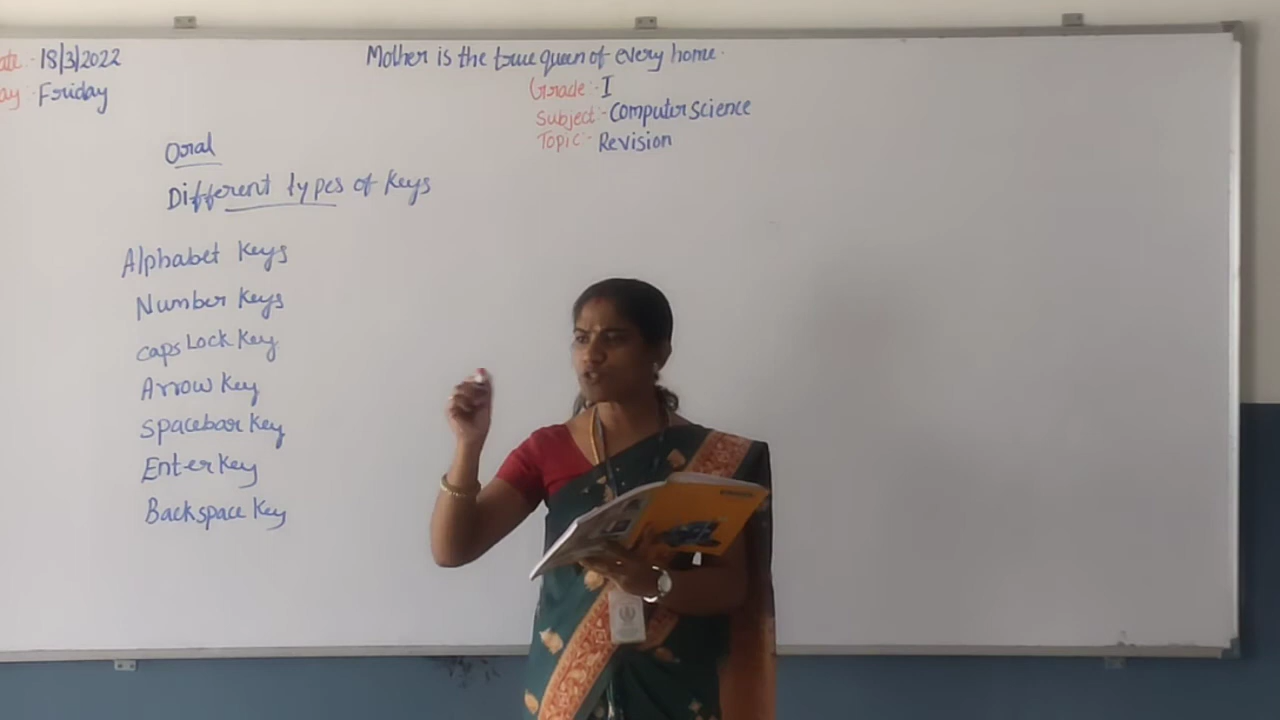 ate:- 18/3/2022
ay:- Friday
Mother is the true queen of every home.
Grade:- I
Subject:- Computer Science
Topic:- Revision
Oral
Different types of Keys
Alphabet Keys
Number Keys
Caps Lock Key
Arrow Key
Spacebar Key
Enter Key
Backspace Key